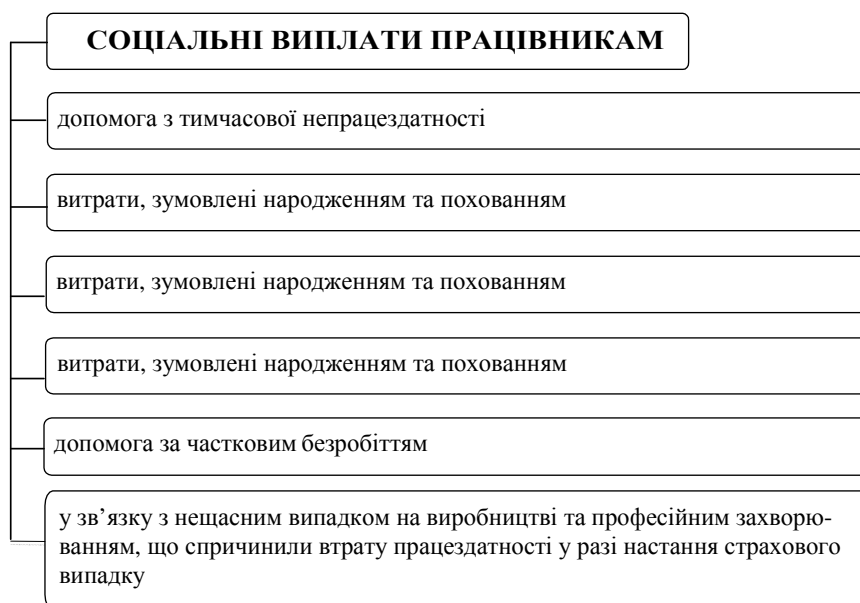 СОЦІАЛЬНІ ВИПЛАТИ ПРАЦІВНИКАМ
допомога з тимчасової непрацездатності
витрати, зумовлені народженням та похованням
витрати, зумовлені народженням та похованням
витрати, зумовлені народженням та похованням
допомога за частковим безробіттям
у зв’язку з нещасним випадком на виробництві та професійним захворю-
ванням, що спричинили втрату працездатності у разі настання страхового
випадку